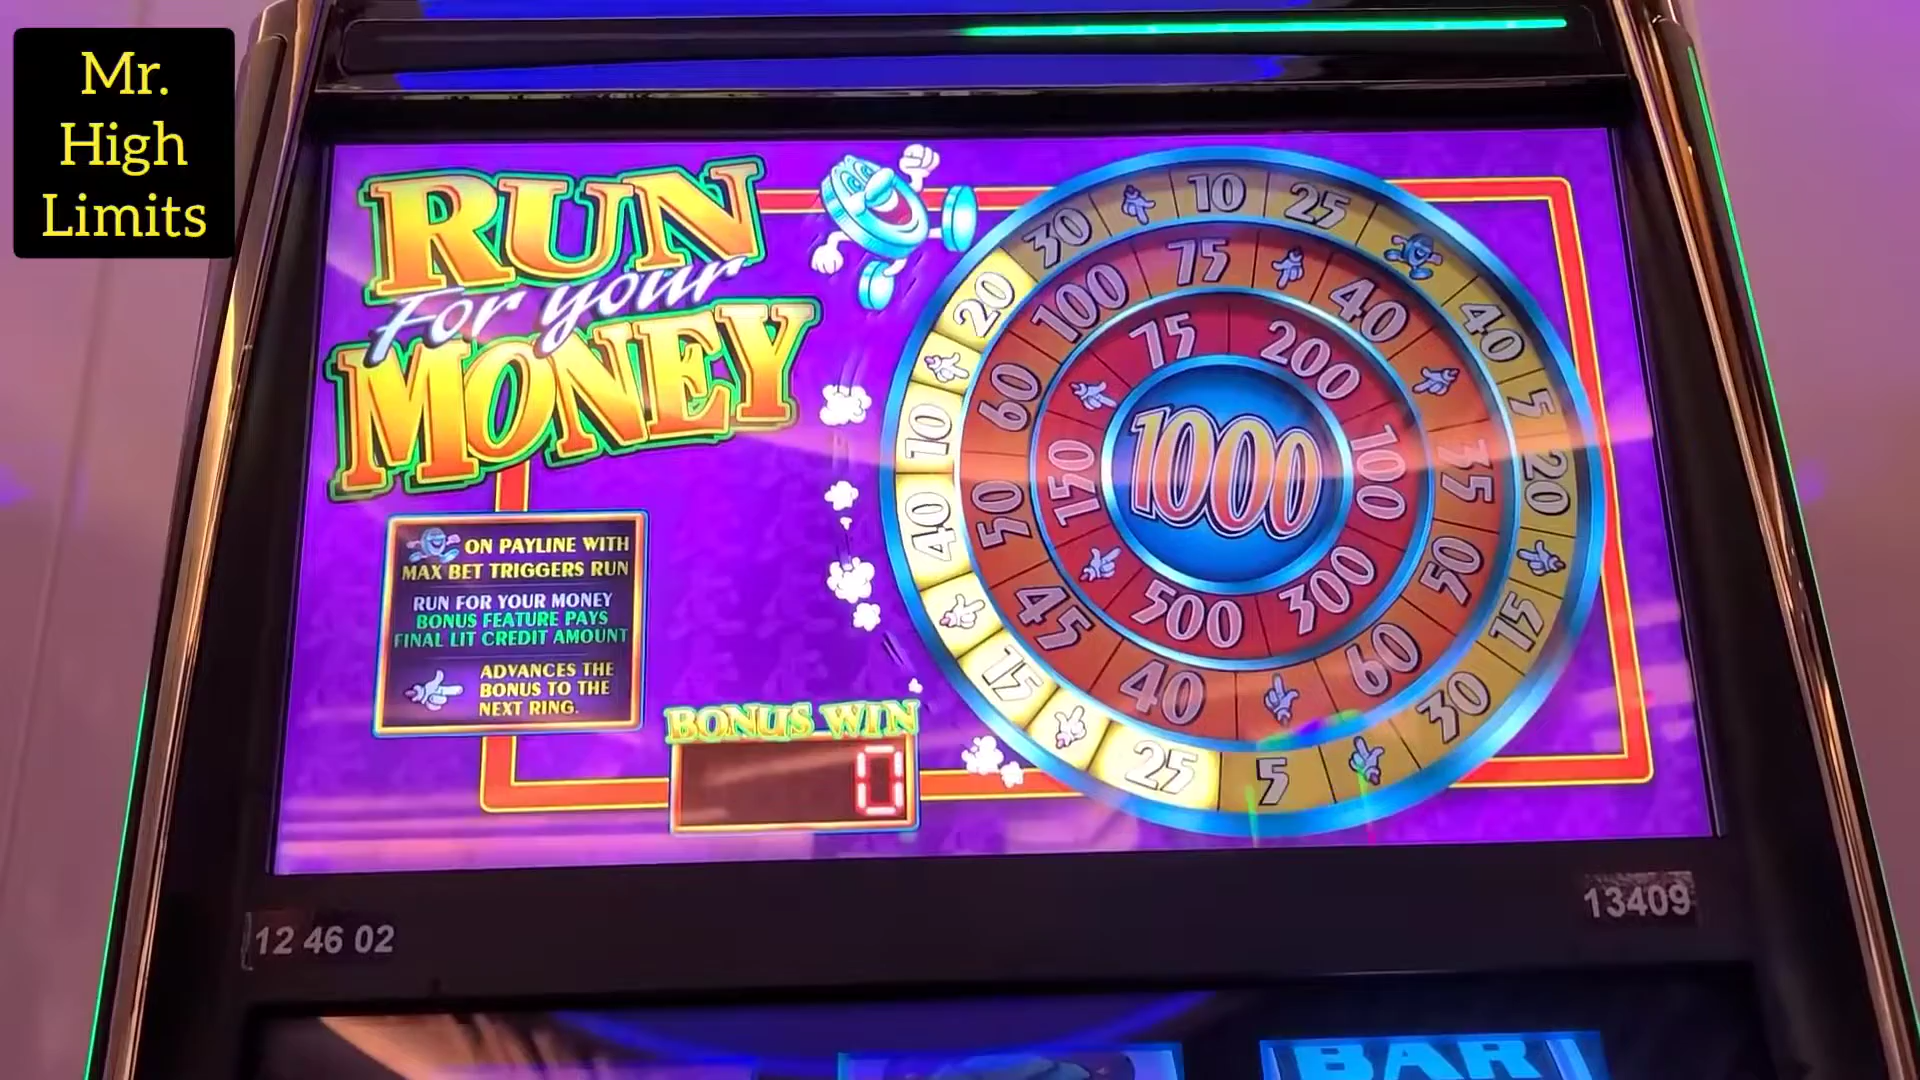 Mr.
High
Limits
RUN
For your
MONEY
ON PAYLINE WITH
MAX BET TRIGGERS RUN
RUN FOR YOUR MONEY
BONUS FEATURE PAYS
FINAL LIT CREDIT AMOUNT
ADVANCES THE
BONUS TO THE
NEXT RING.
BONUS WIN
0
10
25
40
5
20
15
30
5
25
15
40
10
20
30
75
40
35
50
60
40
45
50
60
100
200
100
300
500
150
75
1000
12 46 02
13409
BAR